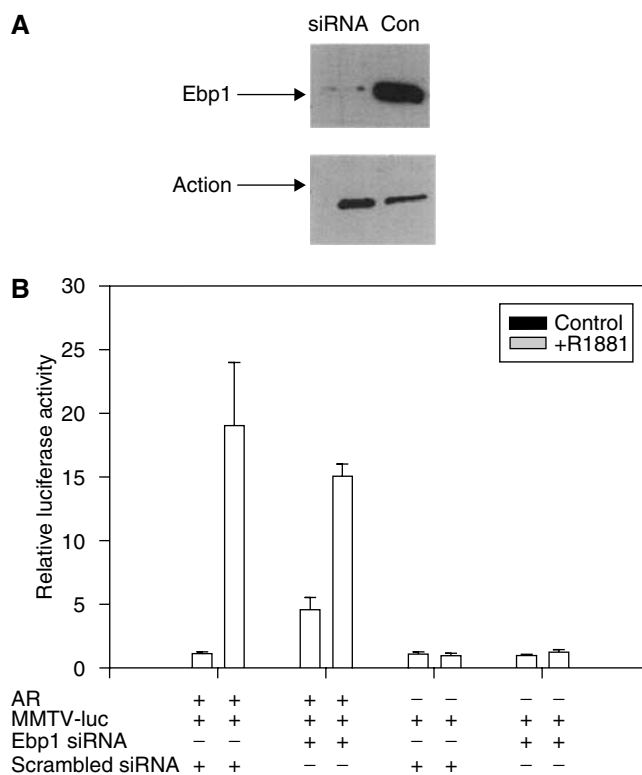 A
siRNA Con
Ebp1
Action
B
30
25
20
15
10
5
0
Relative luciferase activity
Control
+R1881
AR + + + + – – – –
MMTV-luc + + + + + + + +
Ebp1 siRNA – – + + – – + +
Scrambled siRNA + + – – + + – –